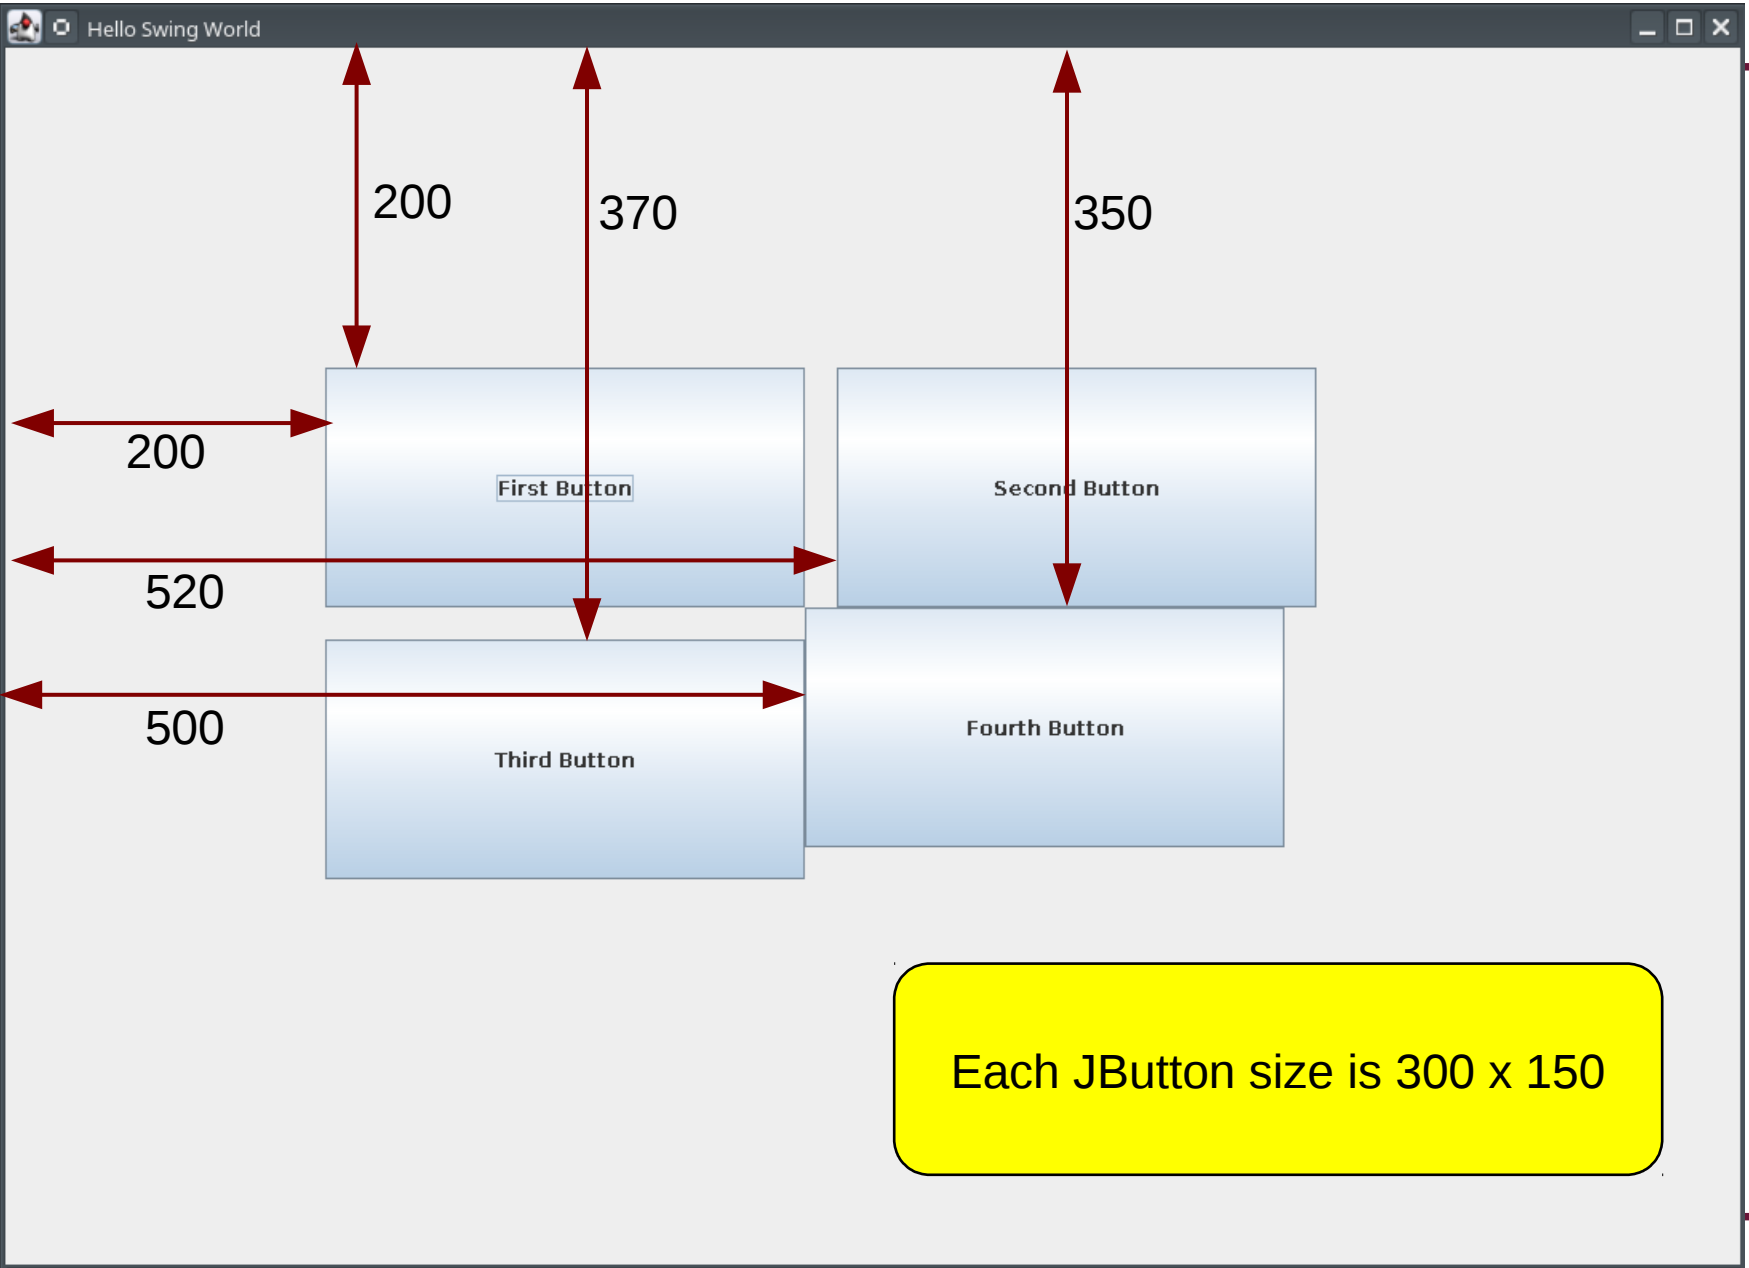 Hello Swing World
200
370
350
200
First Button
Second Button
520
500
Third Button
Fourth Button
Each JButton size is 300 x 150